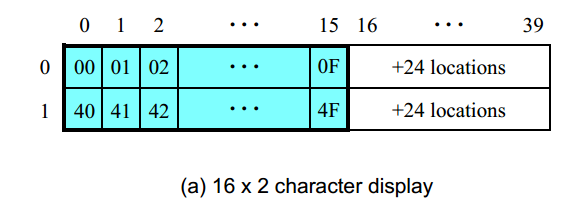 0 1 2 ··· 15 16 ··· 39
0 00 01 02 ··· 0F +24 locations
1 40 41 42 ··· 4F +24 locations
(a) 16 x 2 character display